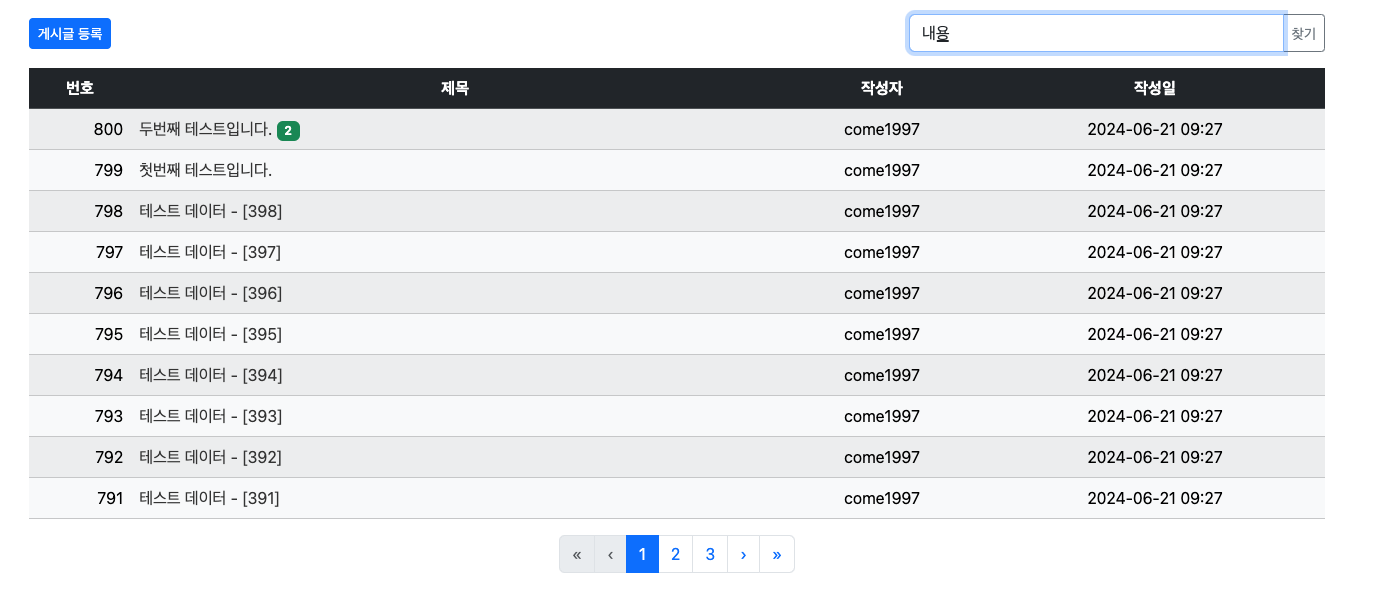 게시글 등록 내용 찾기
번호 제목 작성자 작성일
800 두번째 테스트입니다. 2 come1997 2024-06-21 09:27
799 첫번째 테스트입니다. come1997 2024-06-21 09:27
798 테스트 데이터 - [398] come1997 2024-06-21 09:27
797 테스트 데이터 - [397] come1997 2024-06-21 09:27
796 테스트 데이터 - [396] come1997 2024-06-21 09:27
795 테스트 데이터 - [395] come1997 2024-06-21 09:27
794 테스트 데이터 - [394] come1997 2024-06-21 09:27
793 테스트 데이터 - [393] come1997 2024-06-21 09:27
792 테스트 데이터 - [392] come1997 2024-06-21 09:27
791 테스트 데이터 - [391] come1997 2024-06-21 09:27
« ‹ 1 2 3 › »